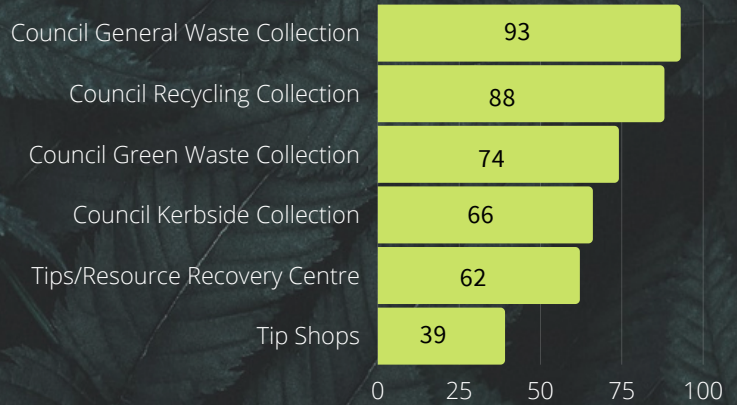 Council General Waste Collection 93
Council Recycling Collection 88
Council Green Waste Collection 74
Council Kerbside Collection 66
Tips/Resource Recovery Centre 62
Tip Shops 39
0 25 50 75 100